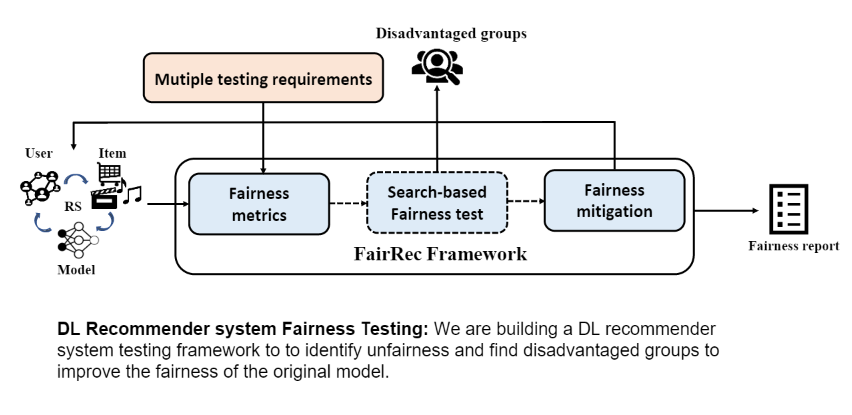 Disadvantaged groups
Mutiple testing requirements
User
Item
RS
Model
Fairness
metrics
Search-based
Fairness test
Fairness
mitigation
FairRec Framework
Fairness report
DL Recommender system Fairness Testing: We are building a DL recommender
system testing framework to to identify unfairness and find disadvantaged groups to
improve the fairness of the original model.